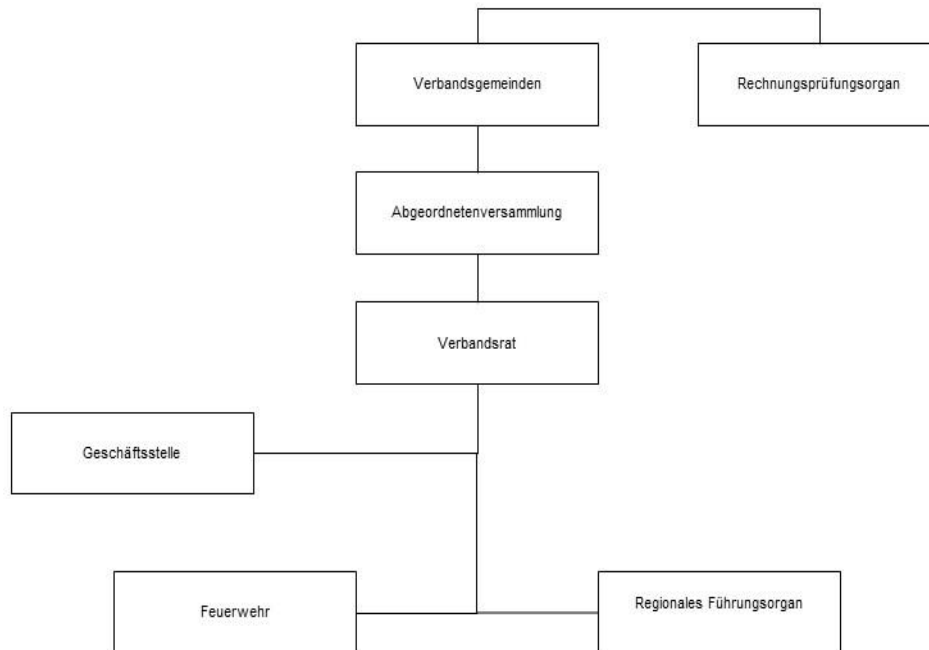 Verbandsgemeinden
Rechnungsprüfungsorgan
Abgeordnetenversammlung
Verbandsrat
Geschäftsstelle
Feuerwehr
Regionales Führungsorgan